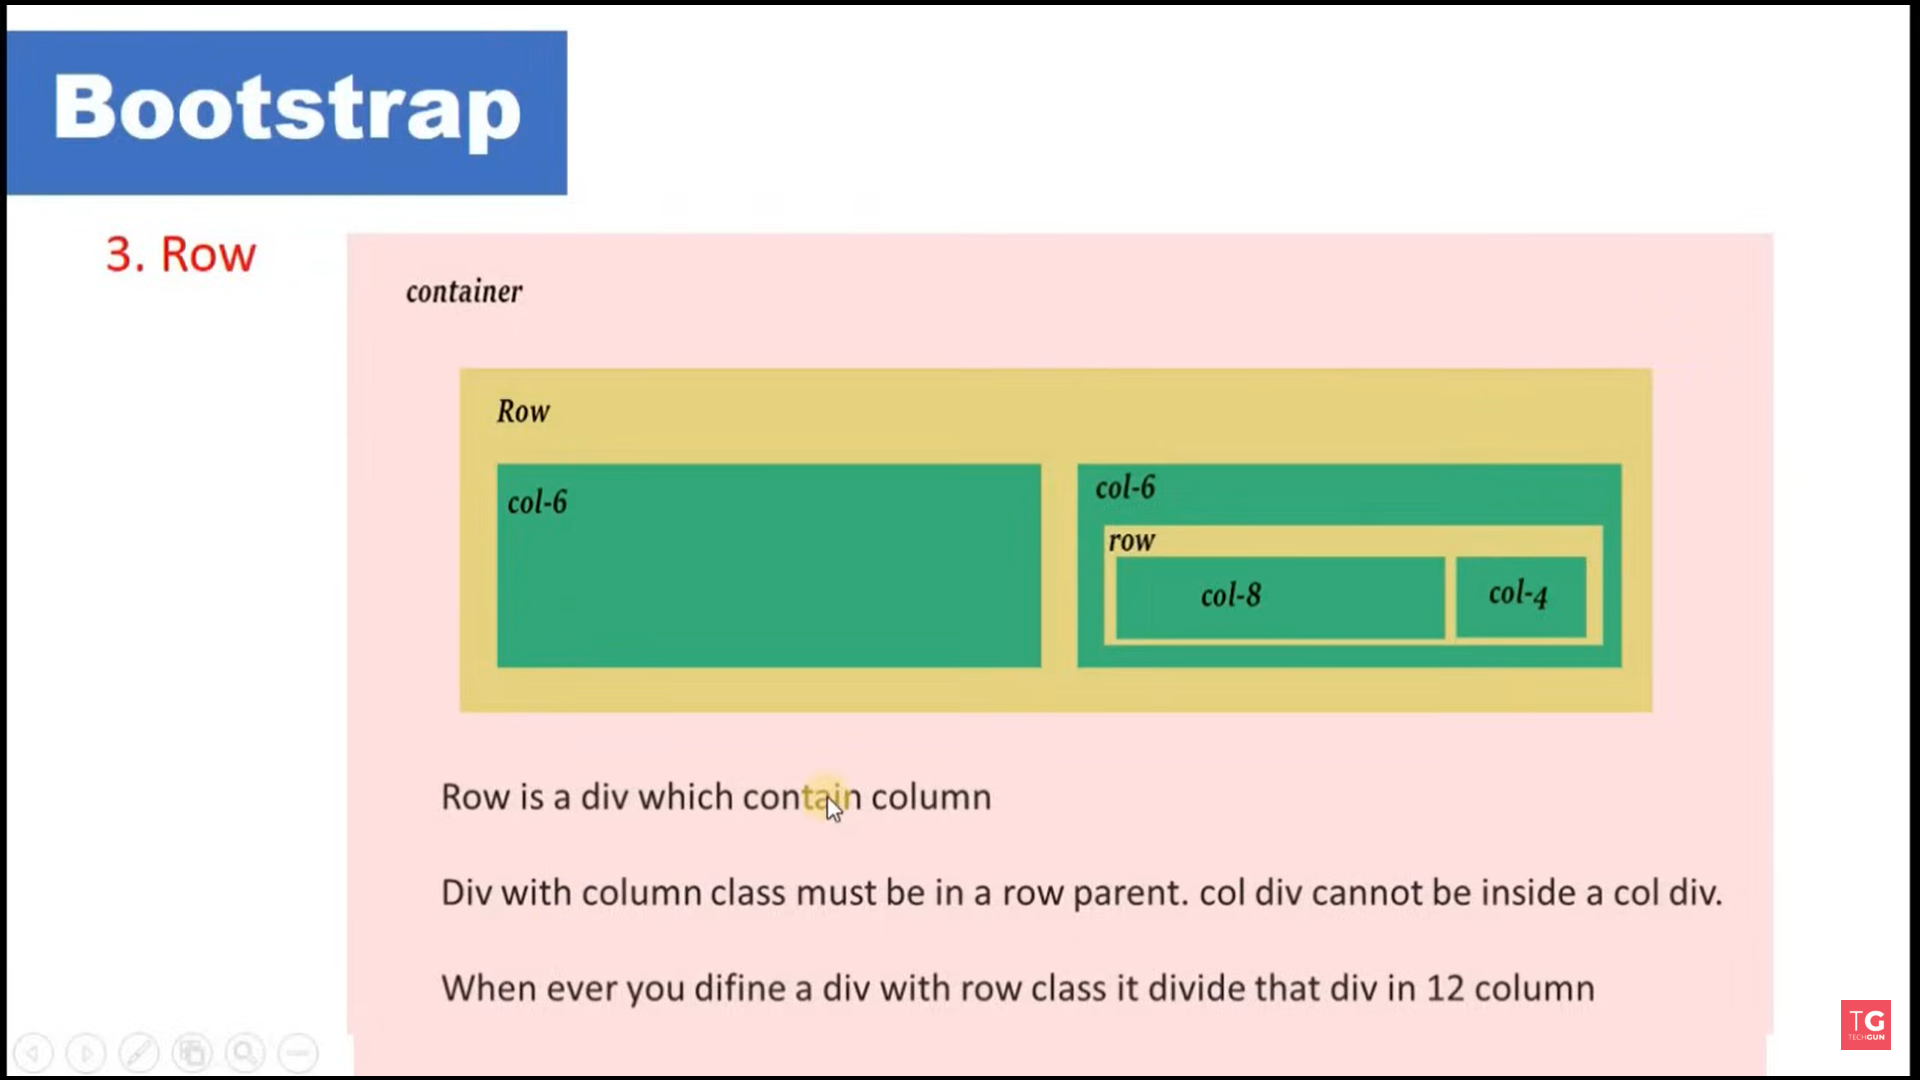 Bootstrap
3. Row
container
Row
col-6
col-6
row
col-8
col-4
Row is a div which contain column
Div with column class must be in a row parent. col div cannot be inside a col div.
When ever you difine a div with row class it divide that div in 12 column
TG
TECHGUN